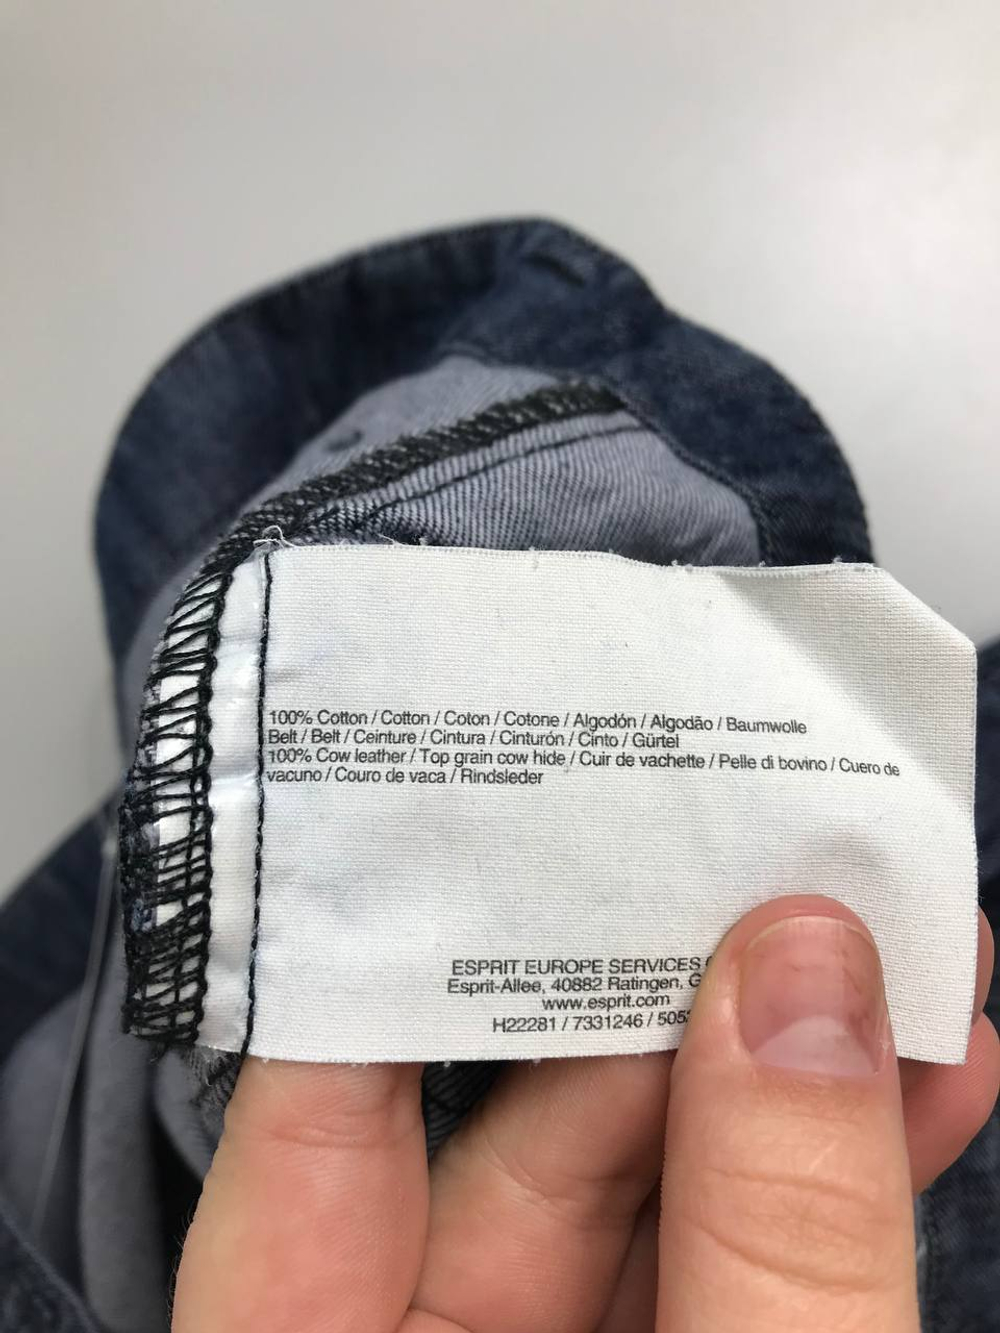 100% Cotton / Cotton / Coton / Cotone / Algodón / Algodão / Baumwolle
Belt / Belt / Ceinture / Cintura / Cinturón / Cinto / Gürtel
100% Cow leather / Top grain cow hide / Cuir de vachette / Pelle di bovino / Cuero de
vacuno / Couro de vaca / Rindsleder
ESPRIT EUROPE SERVICES
Esprit-Allee, 40882 Ratingen,
www.esprit.com
H22281 / 7331246 /